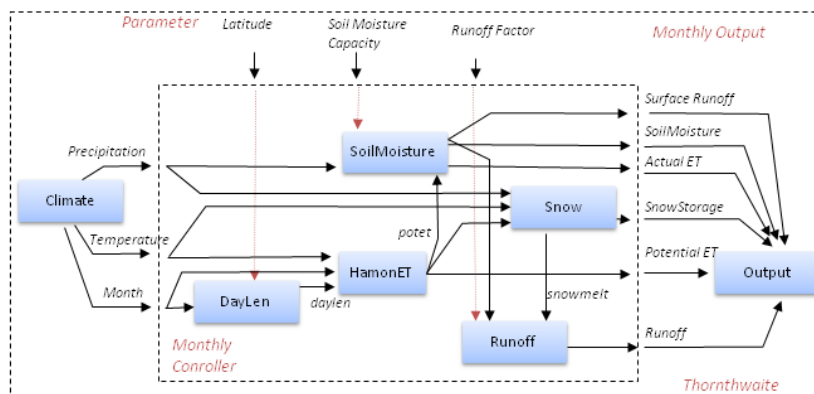 Parameter
Latitude
Soil Moisture
Capacity
Runoff Factor
Monthly Output
Surface Runoff
Precipitation
SoilMoisture
SoilMoisture
Actual ET
Climate
Snow
SnowStorage
Temperature
potet
HamonET
Potential ET
Output
Month
DayLen
daylen
snowmelt
Monthly
Conroller
Runoff
Runoff
Thornthwaite